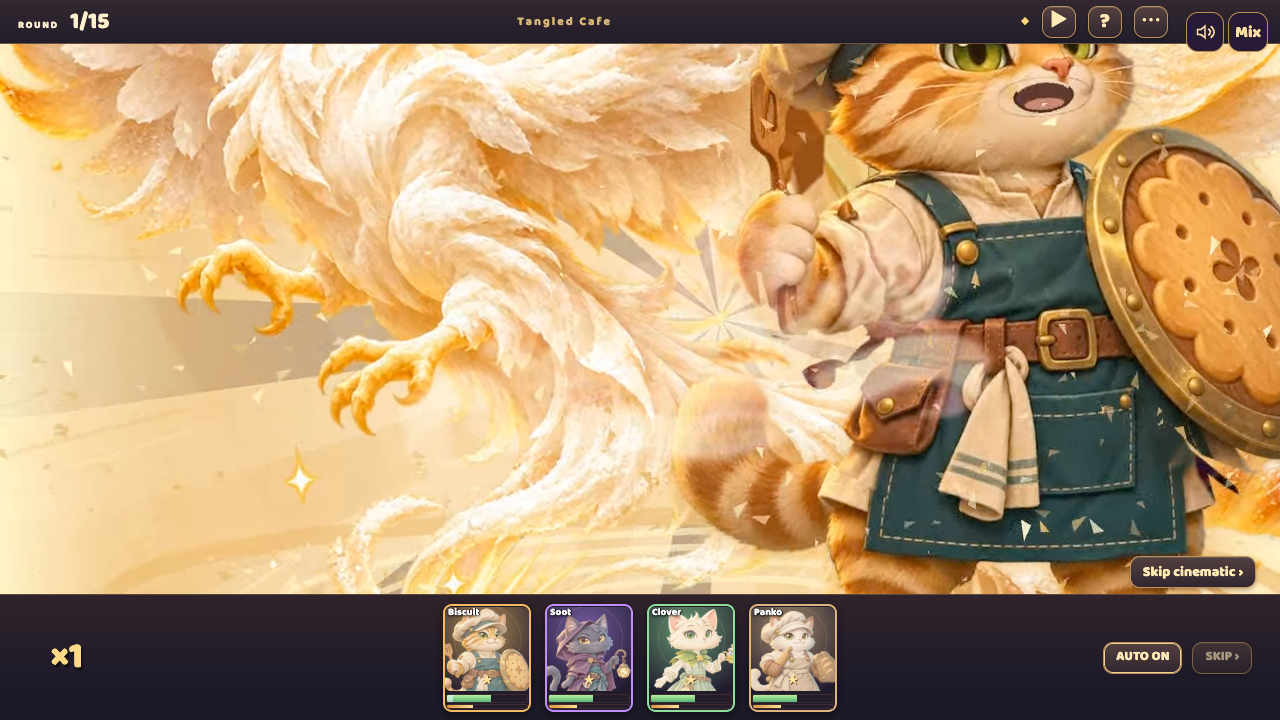 ROUND 1/15
Tangled Cafe
?
Mix
Skip cinematic ›
×1
Biscuit
Soot
Clover
Panko
AUTO ON
SKIP ›